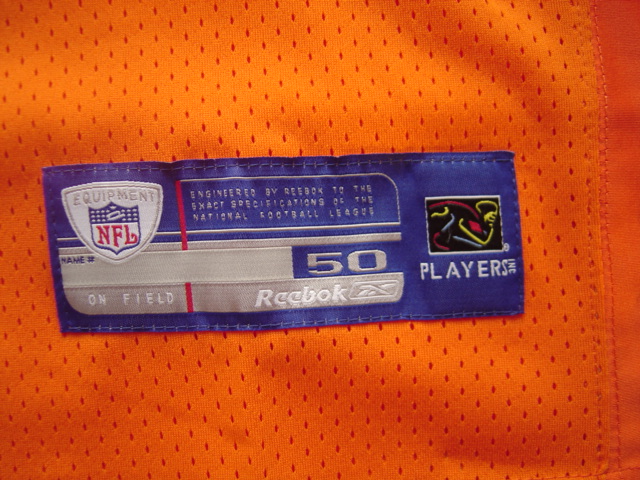 EQUIPMENT
NFL
ENGINEERED BY REEBOK TO THE
EXACT SPECIFICATIONS OF THE
NATIONAL FOOTBALL LEAGUE
NAME #
50
ON FIELD
Reebok
PLAYERS INC
®